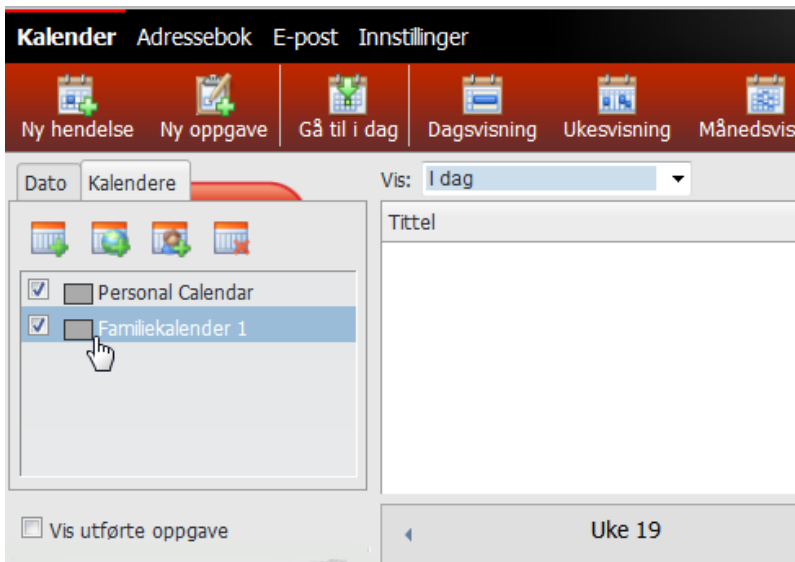 Kalender Adressebok E-post Innstillinger
Ny hendelse Ny oppgave Gå til i dag Dagsvisning Ukesvisning Månedsvis
Dato Kalendere
Vis: I dag
Tittel
Personal Calendar
Familiekalender 1
Vis utførte oppgave
Uke 19